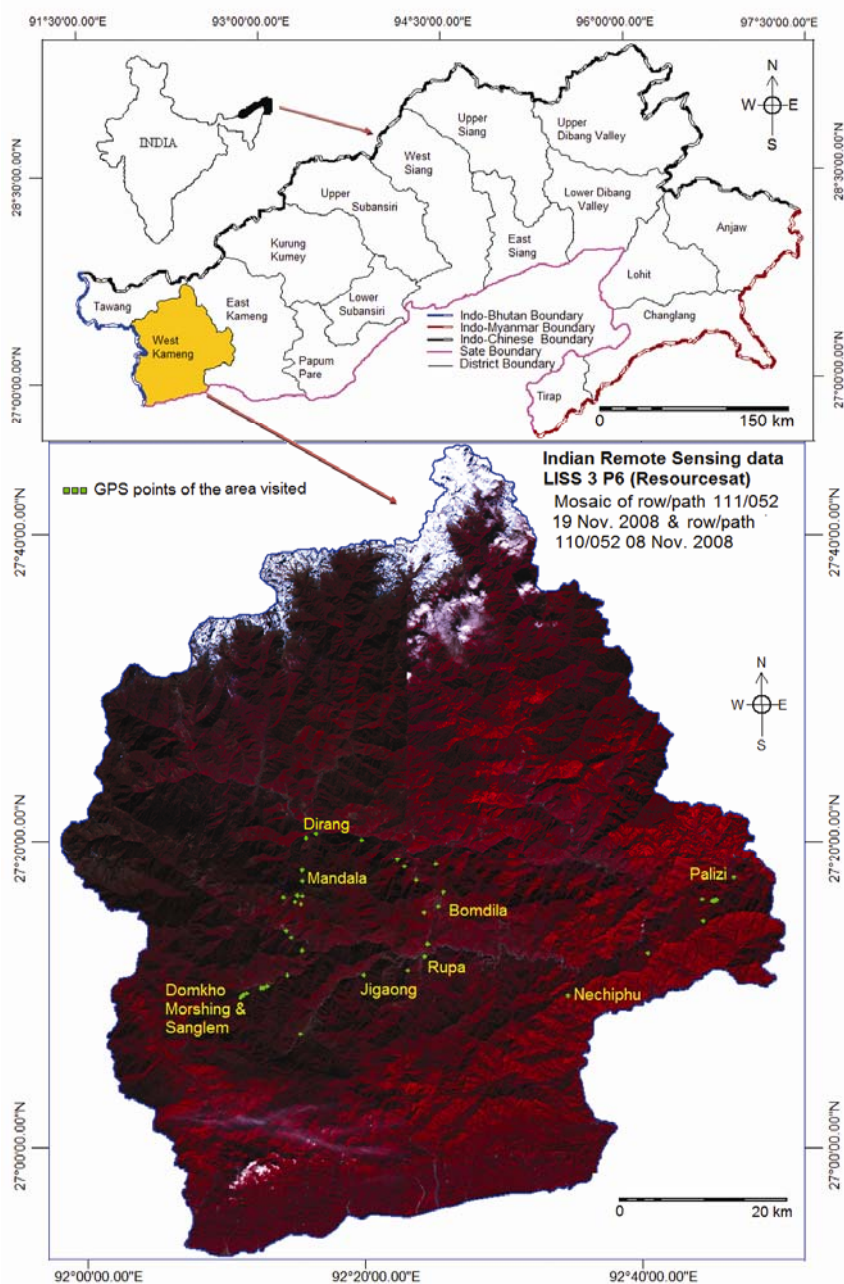 91°30'00.00"E
93°00'00.00"E
94°30'00.00"E
96°00'00.00"E
97°30'00.00"E
28°30'00.00"N
27°00'00.00"N
28°30'00.00"N
27°00'00.00"N
INDIA
N
W E
S
Upper
Siang
Upper
Dibang Valley
West
Siang
Upper
Subansiri
Lower Dibang
Valley
Anjaw
East
Siang
Kurung
Kumey
Lohit
Tawang
East
Kameng
Lower
Subansiri
Changlang
West
Kameng
Papum
Pare
Tirap
Indo-Bhutan Boundary
Indo-Myanmar Boundary
Indo-Chinese Boundary
Sate Boundary
District Boundary
0 150 km
GPS points of the area visited
Indian Remote Sensing data
LISS 3 P6 (Resourcesat)
Mosaic of row/path 111/052
19 Nov. 2008 & row/path
110/052 08 Nov. 2008
N
W E
S
27°40'00.00"N
27°40'00.00"N
27°20'00.00"N
27°20'00.00"N
27°00'00.00"N
27°00'00.00"N
Dirang
Mandala
Palizi
Bomdila
Rupa
Domkho
Morshing &
Sanglem
Jigaong
Nechiphu
0 20 km
92°00'00.00"E
92°20'00.00"E
92°40'00.00"E